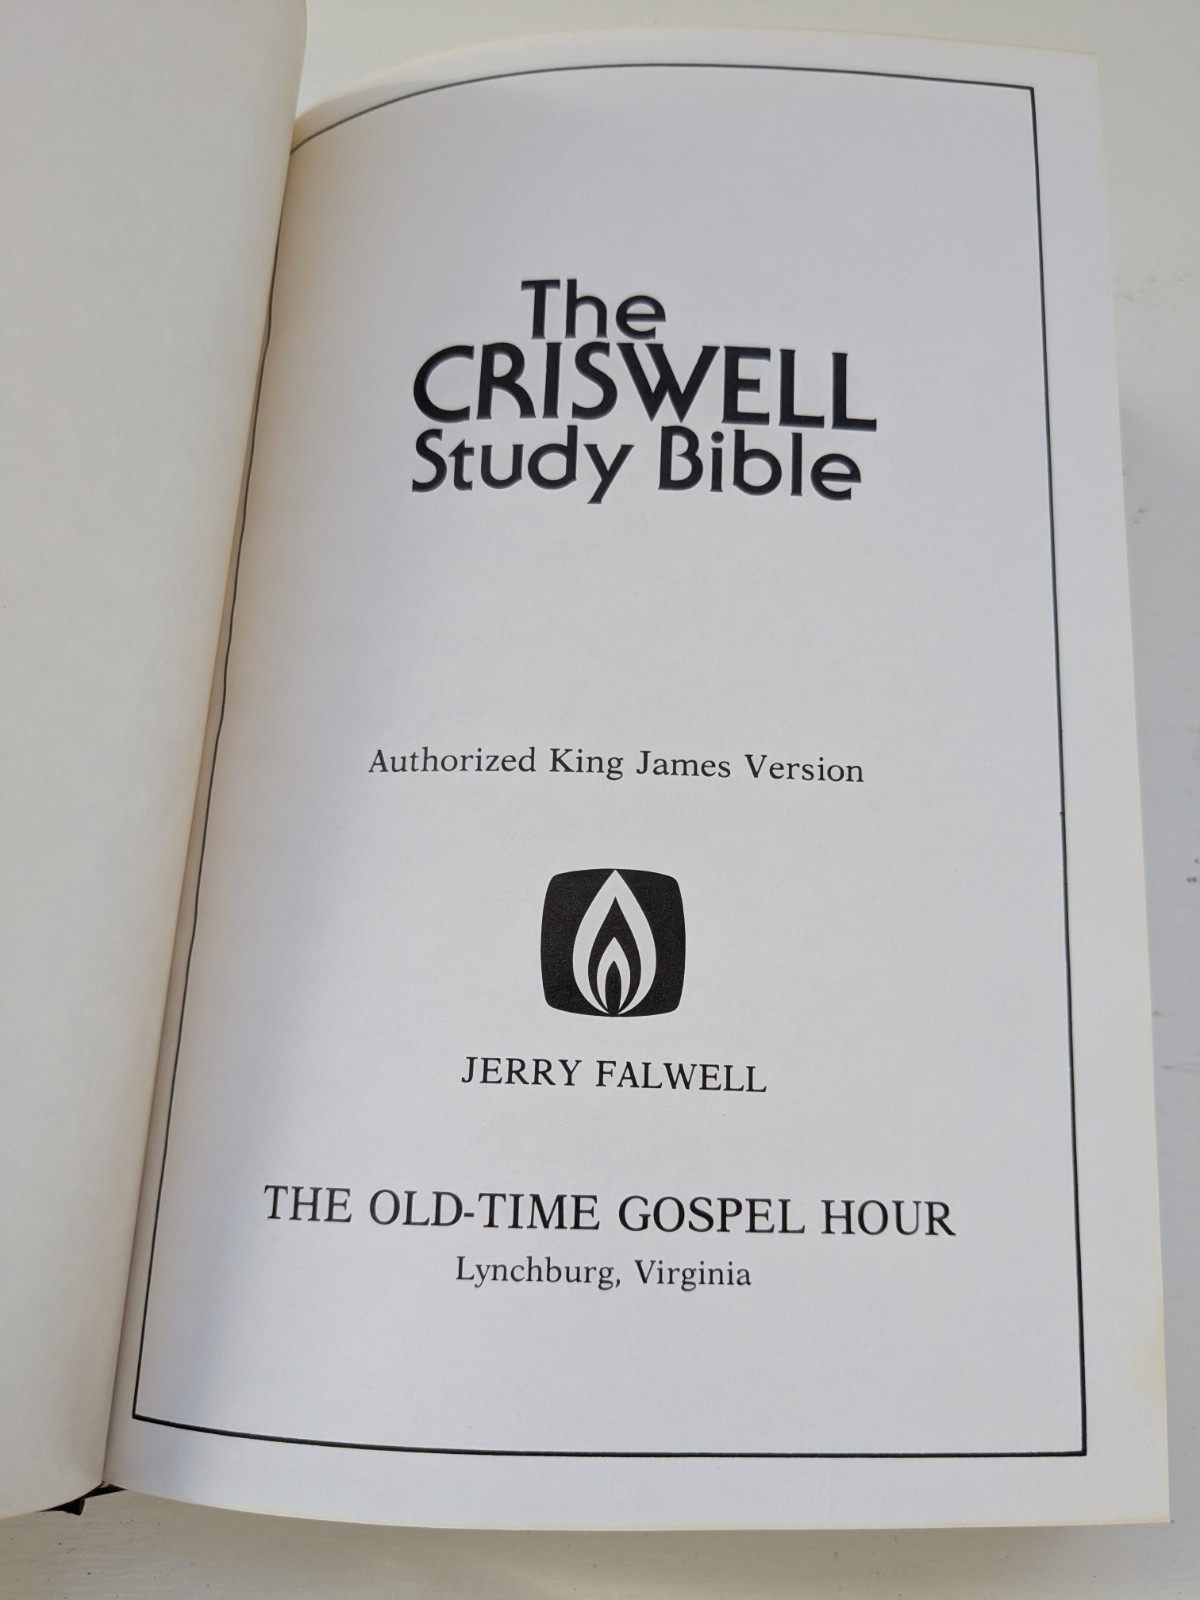 The
CRISWELL
Study Bible
Authorized King James Version
JERRY FALWELL
THE OLD-TIME GOSPEL HOUR
Lynchburg, Virginia